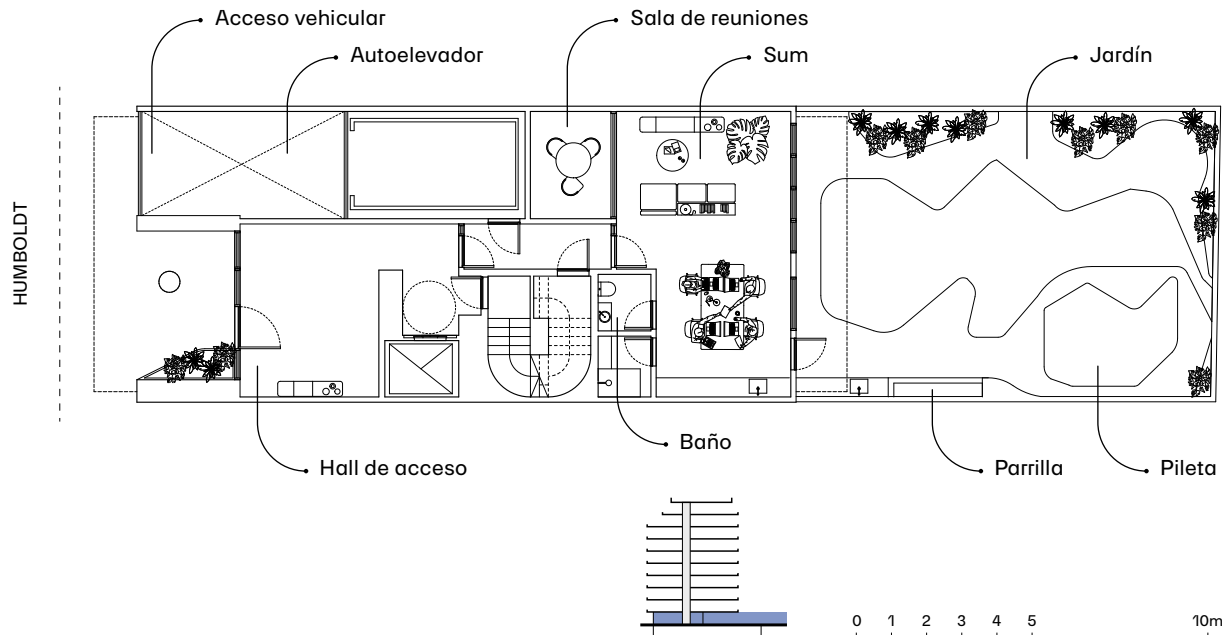 Acceso vehicular
Sala de reuniones
Autoelevador
Sum
Jardín
HUMBOLDT
Baño
Hall de acceso
Parrilla
Pileta
0 1 2 3 4 5 10m